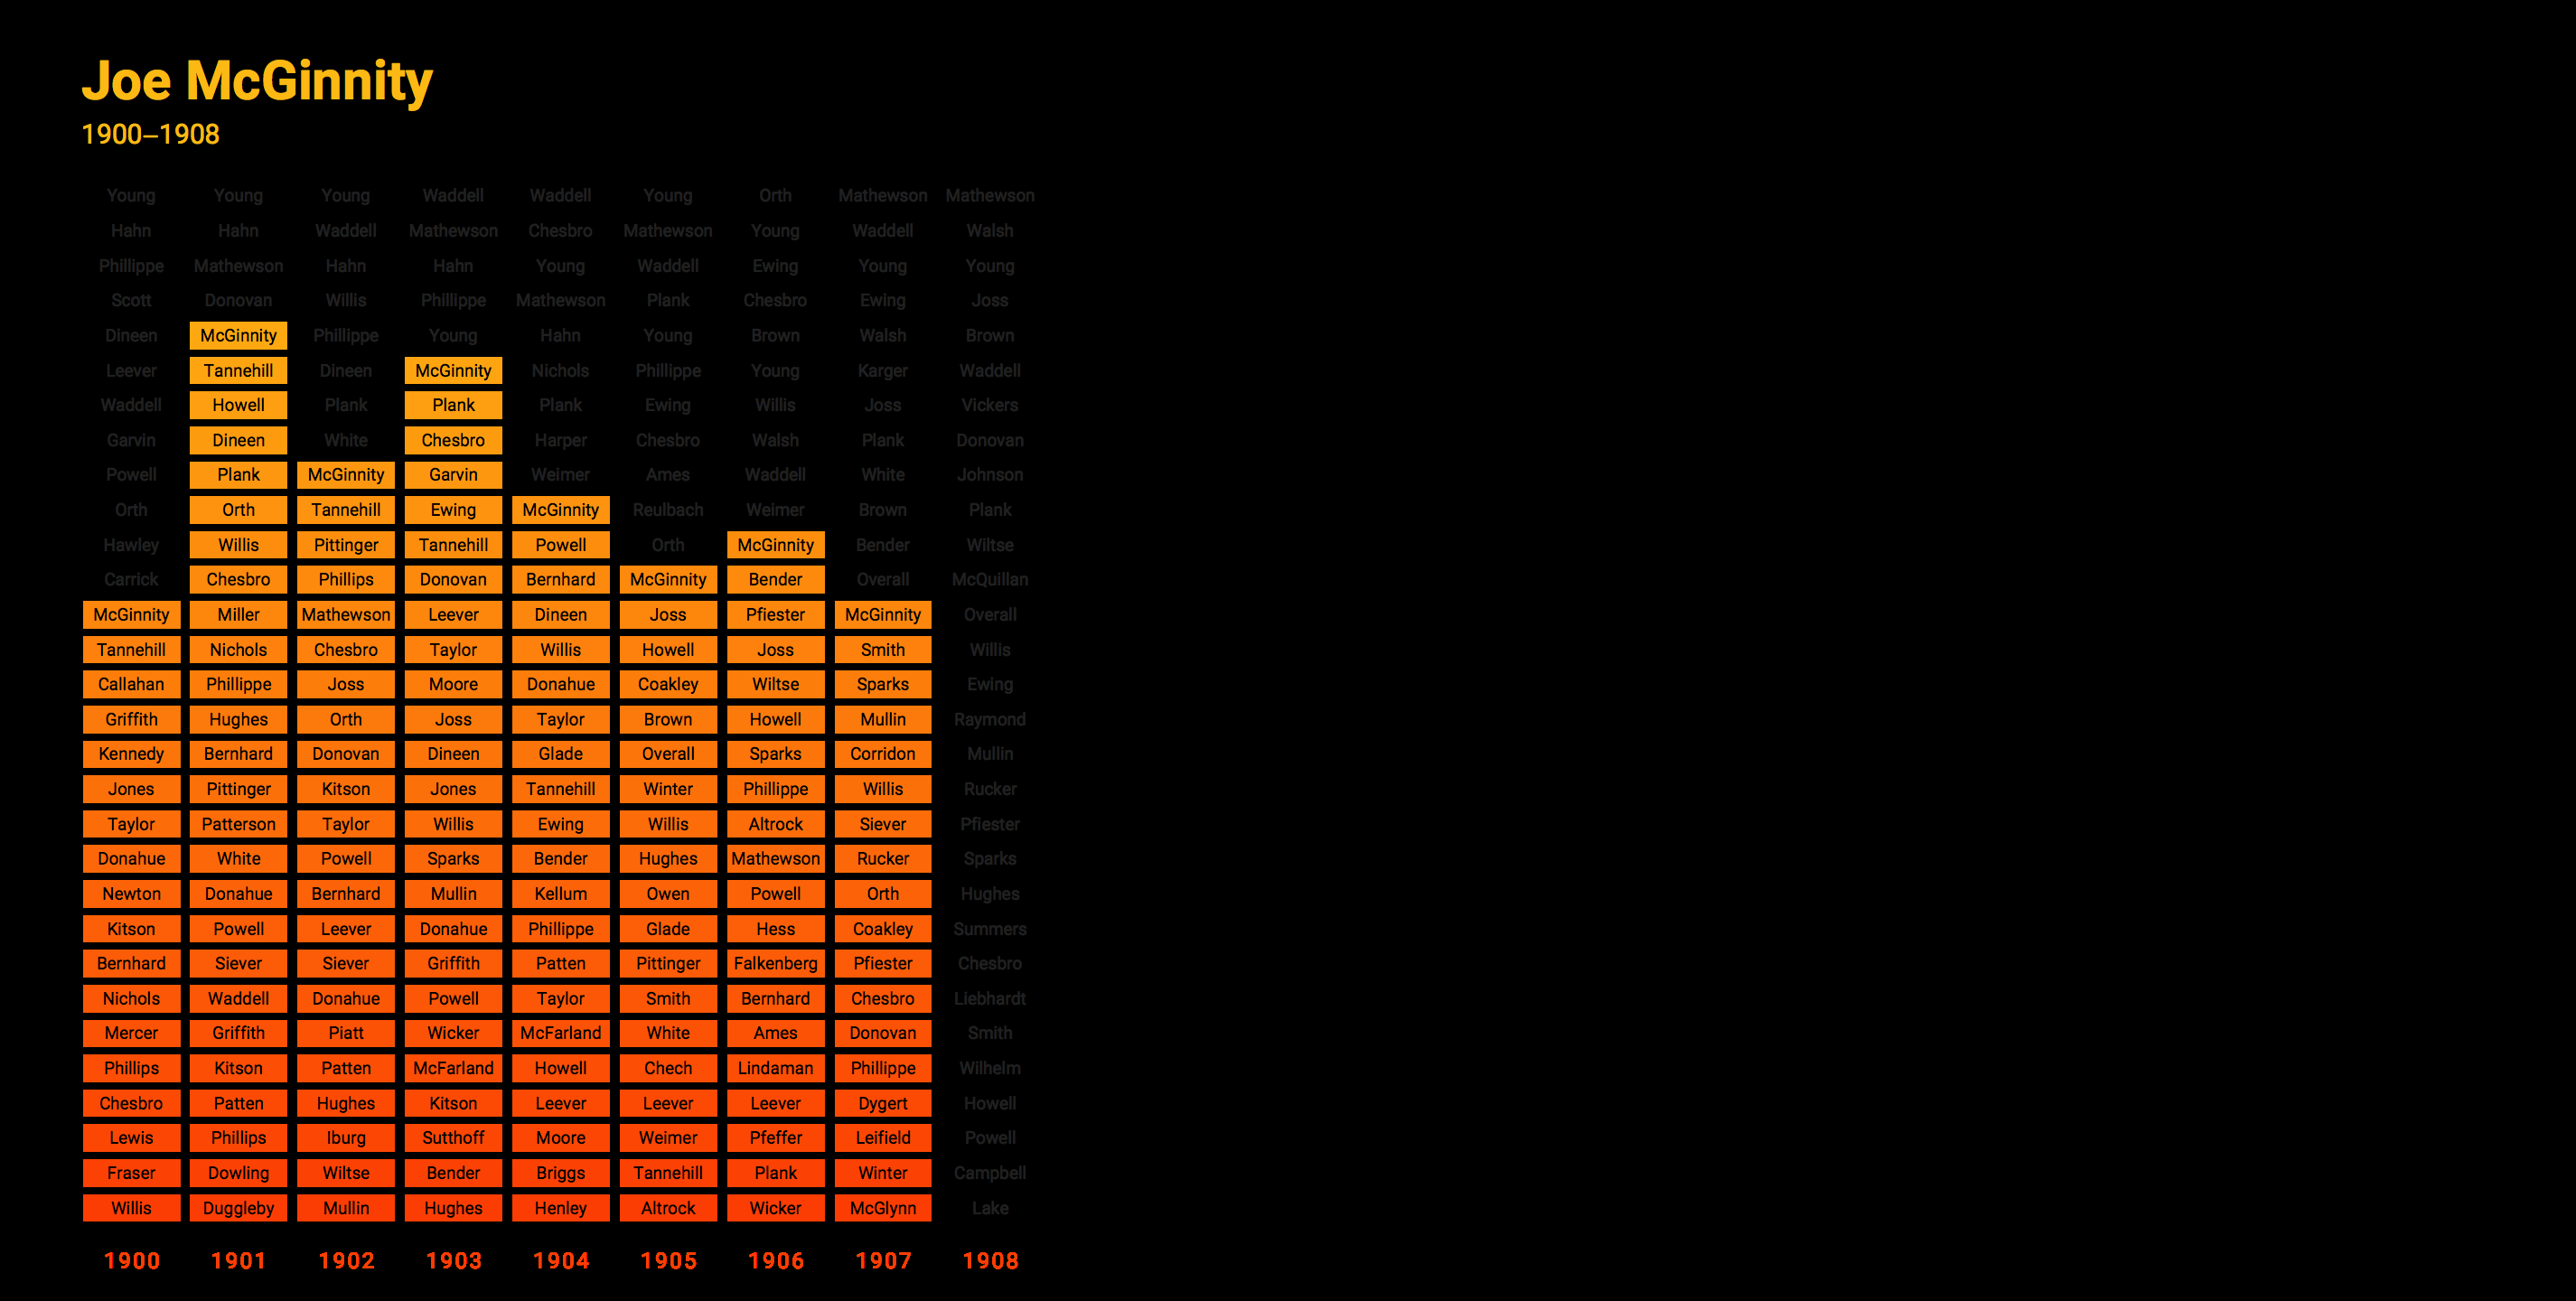 Joe McGinnity
1900–1908
Young Young Young Waddell Waddell Young Orth Mathewson Mathewson
Hahn Hahn Waddell Mathewson Chesbro Mathewson Young Waddell Walsh
Phillippe Mathewson Hahn Hahn Young Waddell Ewing Young Young
Scott Donovan Willis Phillippe Mathewson Plank Chesbro Ewing Joss
Dineen McGinnity Phillippe Young Hahn Young Brown Walsh Brown
Leever Tannehill Dineen McGinnity Nichols Phillippe Young Karger Waddell
Waddell Howell Plank Plank Plank Ewing Willis Joss Vickers
Garvin Dineen White Chesbro Harper Chesbro Walsh Plank Donovan
Powell Plank McGinnity Garvin Weimer Ames Waddell White Johnson
Orth Orth Tannehill Ewing McGinnity Reulbach Weimer Brown Plank
Hawley Willis Pittinger Tannehill Powell Orth McGinnity Bender Wiltse
Carrick Chesbro Phillips Donovan Bernhard McGinnity Bender Overall McQuillan
McGinnity Miller Mathewson Leever Dineen Joss Pfiester McGinnity Overall
Tannehill Nichols Chesbro Taylor Willis Howell Joss Smith Willis
Callahan Phillippe Joss Moore Donahue Coakley Wiltse Sparks Ewing
Griffith Hughes Orth Joss Taylor Brown Howell Mullin Raymond
Kennedy Bernhard Donovan Dineen Glade Overall Sparks Corridon Mullin
Jones Pittinger Kitson Jones Tannehill Winter Phillippe Willis Rucker
Taylor Patterson Taylor Willis Ewing Willis Altrock Siever Pfiester
Donahue White Powell Sparks Bender Hughes Mathewson Rucker Sparks
Newton Donahue Bernhard Mullin Kellum Owen Powell Orth Hughes
Kitson Powell Leever Donahue Phillippe Glade Hess Coakley Summers
Bernhard Siever Siever Griffith Patten Pittinger Falkenberg Pfiester Chesbro
Nichols Waddell Donahue Powell Taylor Smith Bernhard Chesbro Liebhardt
Mercer Griffith Piatt Wicker McFarland White Ames Donovan Smith
Phillips Kitson Patten McFarland Howell Chech Lindaman Phillippe Wilhelm
Chesbro Patten Hughes Kitson Leever Leever Leever Dygert Howell
Lewis Phillips Iburg Sutthoff Moore Weimer Pfeffer Leifield Powell
Fraser Dowling Wiltse Bender Briggs Tannehill Plank Winter Campbell
Willis Duggleby Mullin Hughes Henley Altrock Wicker McGlynn Lake
1900 1901 1902 1903 1904 1905 1906 1907 1908